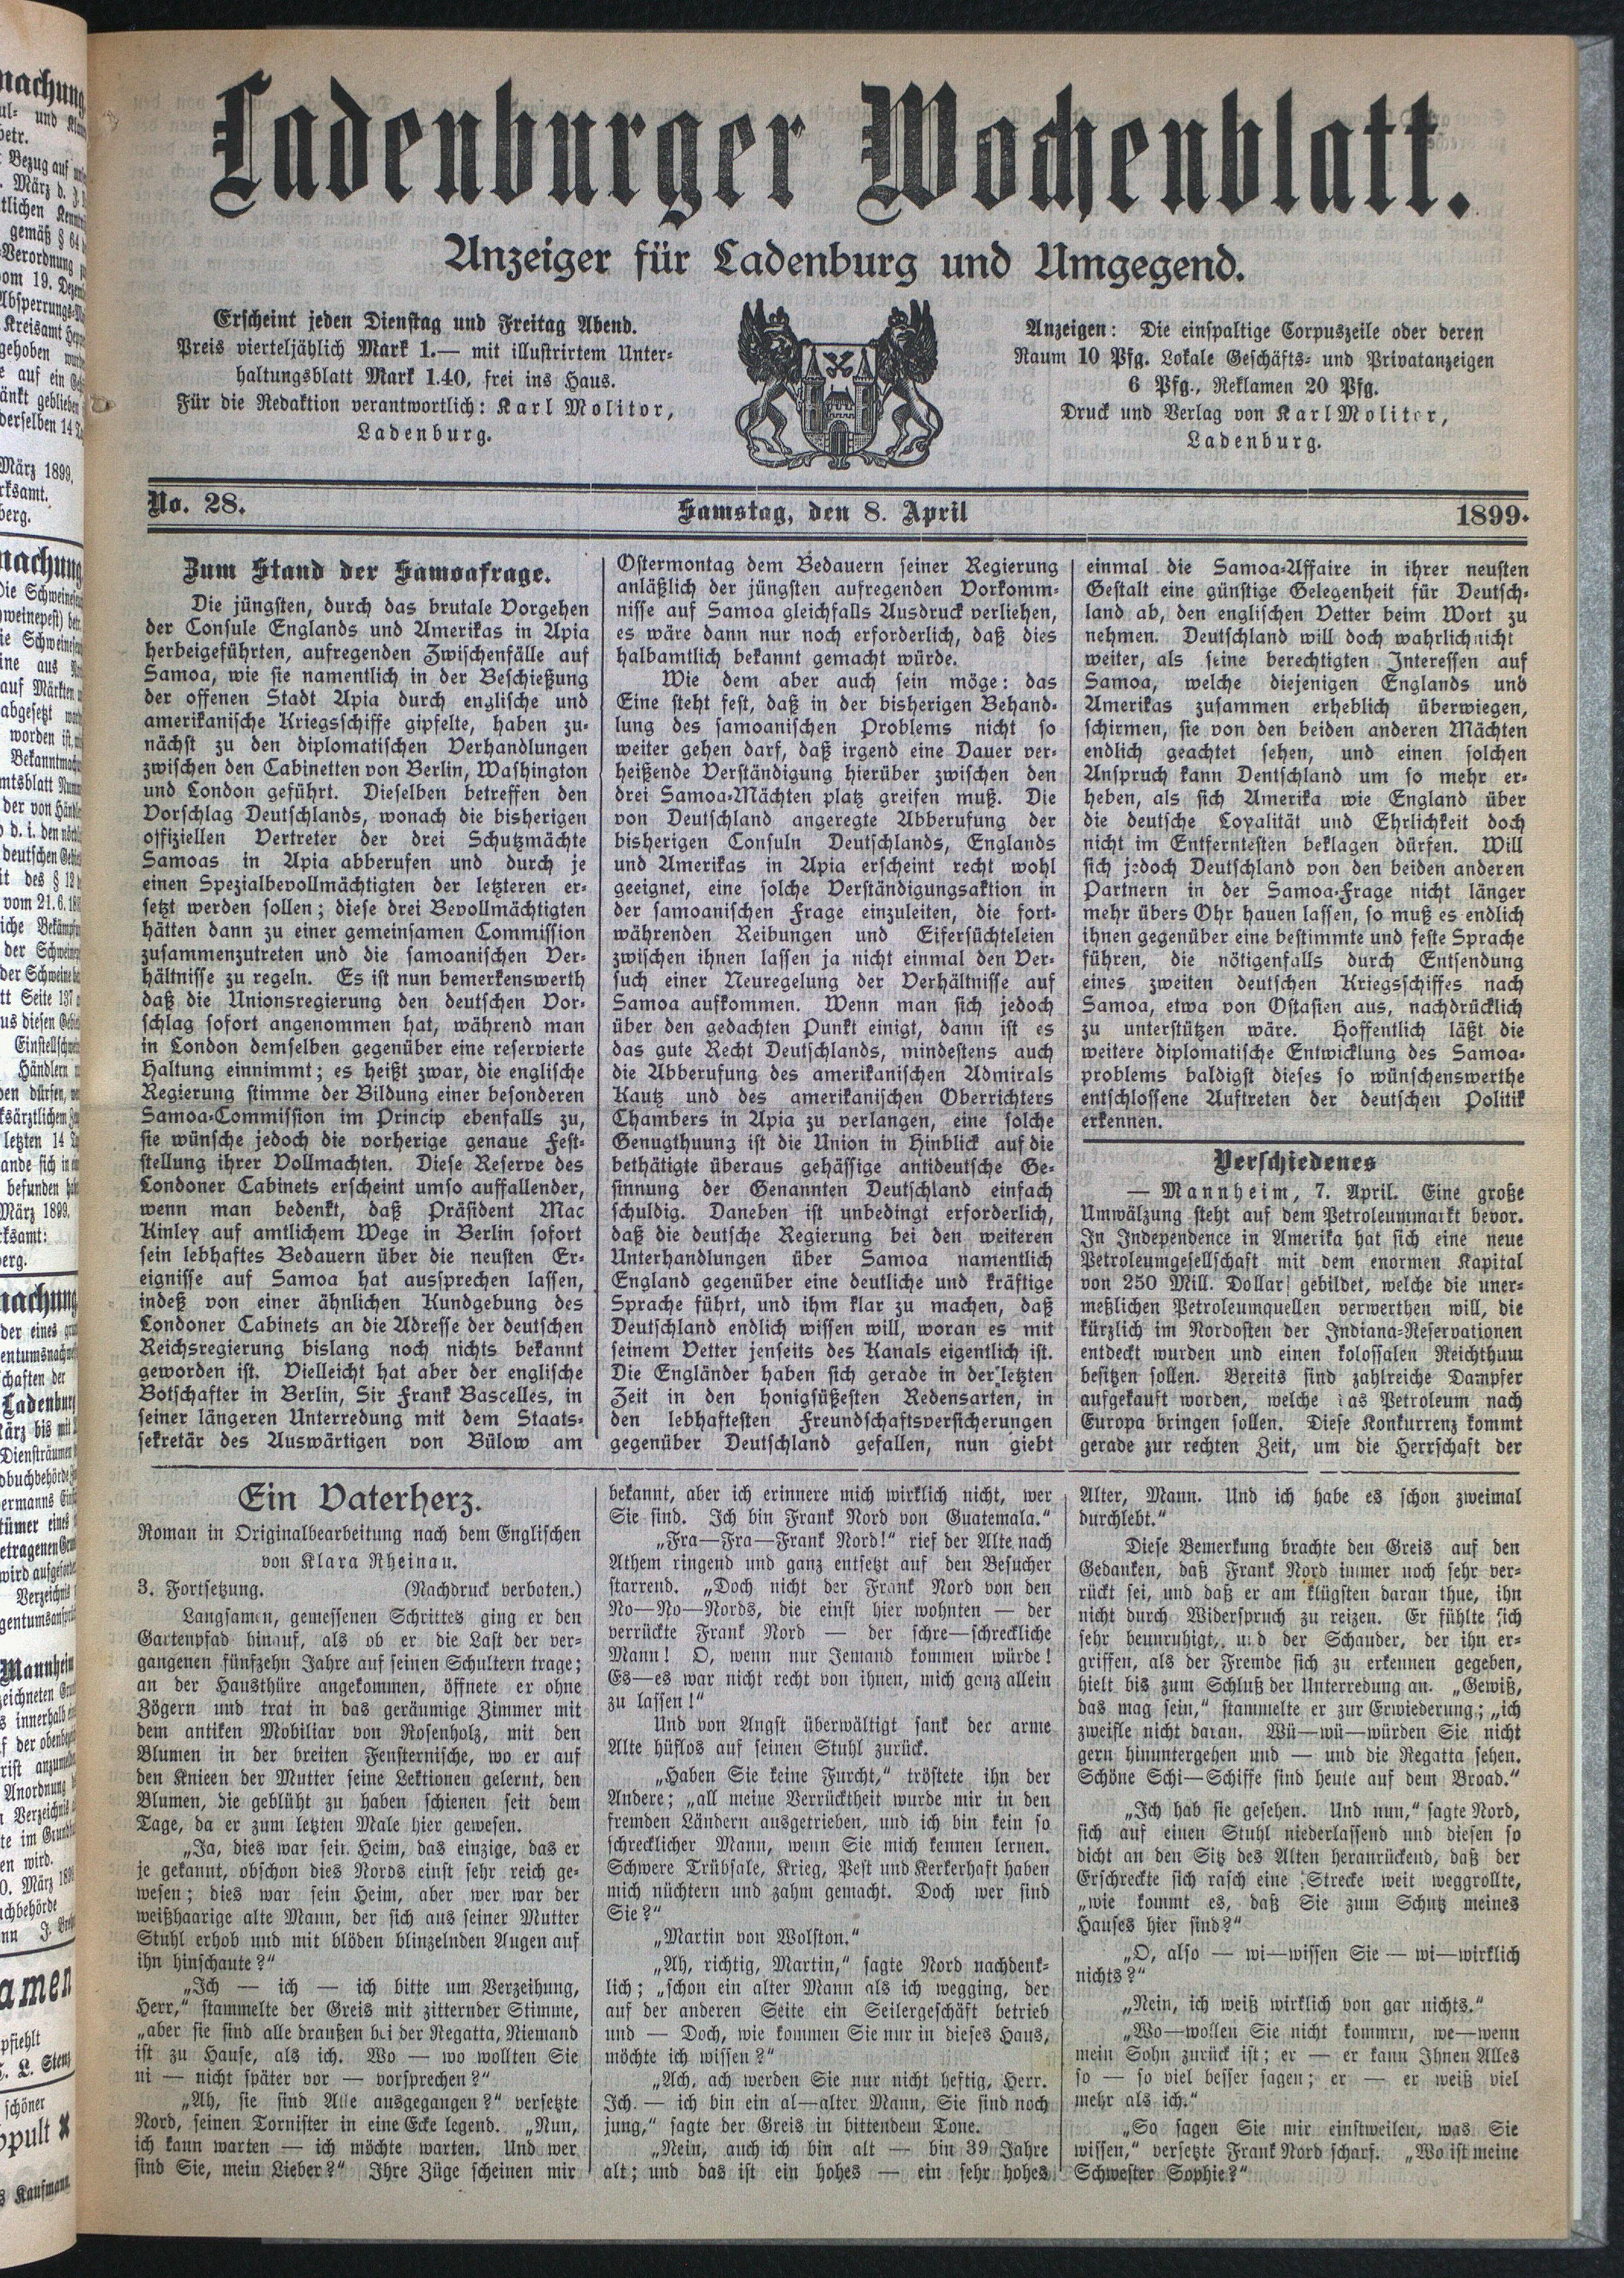 Ladenburger Wochenblatt.
Anzeiger für Ladenburg und Umgegend.
Erscheint jeden Dienstag und Freitag Abend.
Preis vierteljählich Mark 1.— mit illustrirtem Unter-
haltungsblatt Mark 1.40, frei ins Haus.
Für die Redaktion verantwortlich: Karl Molitor,
Ladenburg.
Anzeigen: Die einspaltige Corpuszeile oder deren
Raum 10 Pfg. Lokale Geschäfts- und Privatanzeigen
6 Pfg., Reklamen 20 Pfg.
Druck und Verlag von Karl Molitor,
Ladenburg.
No. 28.
Samstag, den 8. April
1899.
Zum Stand der Samoafrage.
Die jüngsten, durch das brutale Vorgehen
der Consule Englands und Amerikas in Apia
herbeigeführten, aufregenden Zwischenfälle auf
Samoa, wie sie namentlich in der Beschießung
der offenen Stadt Apia durch englische und
amerikanische Kriegsschiffe gipfelte, haben zu-
nächst zu den diplomatischen Verhandlungen
zwischen den Cabinetten von Berlin, Washington
und London geführt. Dieselben betreffen den
Vorschlag Deutschlands, wonach die bisherigen
offiziellen Vertreter der drei Schutzmächte
Samoas in Apia abberufen und durch je
einen Spezialbevollmächtigten der letzteren er-
setzt werden sollen; diese drei Bevollmächtigten
hätten dann zu einer gemeinsamen Commission
zusammenzutreten und die samoanischen Ver-
hältnisse zu regeln. Es ist nun bemerkenswerth
daß die Unionsregierung den deutschen Vor-
schlag sofort angenommen hat, während man
in London demselben gegenüber eine reservierte
Haltung einnimmt; es heißt zwar, die englische
Regierung stimme der Bildung einer besonderen
Samoa-Commission im Princip ebenfalls zu,
sie wünsche jedoch die vorherige genaue Fest-
stellung ihrer Vollmachten. Diese Reserve des
Londoner Cabinets erscheint umso auffallender,
wenn man bedenkt, daß Präsident Mac
Kinley auf amtlichem Wege in Berlin sofort
sein lebhaftes Bedauern über die neusten Er-
eignisse auf Samoa hat aussprechen lassen,
indeß von einer ähnlichen Kundgebung des
Londoner Cabinets an die Adresse der deutschen
Reichsregierung bislang noch nichts bekannt
geworden ist. Vielleicht hat aber der englische
Botschafter in Berlin, Sir Frank Bascelles, in
seiner längeren Unterredung mit dem Staats-
sekretär des Auswärtigen von Bülow am
Ostermontag dem Bedauern seiner Regierung
anläßlich der jüngsten aufregenden Vorkomm-
nisse auf Samoa gleichfalls Ausdruck verliehen,
es wäre dann nur noch erforderlich, daß dies
halbamtlich bekannt gemacht würde.
Wie dem aber auch sein möge: das
Eine steht fest, daß in der bisherigen Behand-
lung des samoanischen Problems nicht so
weiter gehen darf, daß irgend eine Dauer ver-
heißende Verständigung hierüber zwischen den
drei Samoa-Mächten platz greifen muß. Die
von Deutschland angeregte Abberufung der
bisherigen Consuln Deutschlands, Englands
und Amerikas in Apia erscheint recht wohl
geeignet, eine solche Verständigungsaktion in
der samoanischen Frage einzuleiten, die fort-
währenden Reibungen und Eifersüchteleien
zwischen ihnen lassen ja nicht einmal den Ver-
such einer Neuregelung der Verhältnisse auf
Samoa aufkommen. Wenn man sich jedoch
über den gedachten Punkt einigt, dann ist es
das gute Recht Deutschlands, mindestens auch
die Abberufung des amerikanischen Admirals
Kautz und des amerikanischen Oberrichters
Chambers in Apia zu verlangen, eine solche
Genugthuung ist die Union in Hinblick auf die
bethätigte überaus gehässige antideutsche Ge-
sinnung der Genannten Deutschland einfach
schuldig. Daneben ist unbedingt erforderlich,
daß die deutsche Regierung bei den weiteren
Unterhandlungen über Samoa namentlich
England gegenüber eine deutliche und kräftige
Sprache führt, und ihm klar zu machen, daß
Deutschland endlich wissen will, woran es mit
seinem Vetter jenseits des Kanals eigentlich ist.
Die Engländer haben sich gerade in der letzten
Zeit in den honigsüßesten Redensarten, in
den lebhaftesten Freundschaftsversicherungen
gegenüber Deutschland gefallen, nun giebt
einmal die Samoa-Affaire in ihrer neusten
Gestalt eine günstige Gelegenheit für Deutsch-
land ab, den englischen Vetter beim Wort zu
nehmen. Deutschland will doch wahrlich nicht
weiter, als seine berechtigten Interessen auf
Samoa, welche diejenigen Englands und
Amerikas zusammen erheblich überwiegen,
schirmen, sie von den beiden anderen Mächten
endlich geachtet sehen, und einen solchen
Anspruch kann Dentschland um so mehr er-
heben, als sich Amerika wie England über
die deutsche Loyalität und Ehrlichkeit doch
nicht im Entferntesten beklagen dürfen. Will
sich jedoch Deutschland von den beiden anderen
Partnern in der Samoa-Frage nicht länger
mehr übers Ohr hauen lassen, so muß es endlich
ihnen gegenüber eine bestimmte und feste Sprache
führen, die nötigenfalls durch Entsendung
eines zweiten deutschen Kriegsschiffes nach
Samoa, etwa von Ostasien aus, nachdrücklich
zu unterstützen wäre. Hoffentlich läßt die
weitere diplomatische Entwicklung des Samoa-
problems baldigst dieses so wünschenswerthe
entschlossene Auftreten der deutschen Politik
erkennen.
Verschiedenes
— Mannheim, 7. April. Eine große
Umwälzung steht auf dem Petroleummarkt bevor.
In Independence in Amerika hat sich eine neue
Petroleumgesellschaft mit dem enormen Kapital
von 250 Mill. Dollar gebildet, welche die uner-
meßlichen Petroleumquellen verwerthen will, die
kürzlich im Nordosten der Indiana-Reservationen
entdeckt wurden und einen kolossalen Reichthum
besitzen sollen. Bereits sind zahlreiche Dampfer
aufgekauft worden, welche das Petroleum nach
Europa bringen sollen. Diese Konkurrenz kommt
gerade zur rechten Zeit, um die Herrschaft der
Ein Vaterherz.
Roman in Originalbearbeitung nach dem Englischen
von Klara Rheinau.
3. Fortsetzung. (Nachdruck verboten.)
Langsamen, gemessenen Schrittes ging er den
Gartenpfad hinauf, als ob er die Last der ver-
gangenen fünfzehn Jahre auf seinen Schultern trage;
an der Hausthüre angekommen, öffnete er ohne
Zögern und trat in das geräumige Zimmer mit
dem antiken Mobiliar von Rosenholz, mit den
Blumen in der breiten Fensternische, wo er auf
den Knieen der Mutter seine Lektionen gelernt, den
Blumen, die geblüht zu haben schienen seit dem
Tage, da er zum letzten Male hier gewesen.
„Ja, dies war sein Heim, das einzige, das er
je gekannt, obschon dies Nords einst sehr reich ge-
wesen; dies war sein Heim, aber wer war der
weißhaarige alte Mann, der sich aus seiner Mutter
Stuhl erhob und mit blöden blinzelnden Augen auf
ihn hinschaute?“
„Ich — ich — ich bitte um Verzeihung,
Herr,“ stammelte der Greis mit zitternder Stimme,
„aber sie sind alle draußen bei der Regatta, Niemand
ist zu Hause, als ich. Wo — wo wollten Sie
ni — nicht später vor — vorsprechen?“
„Ah, sie sind Alle ausgegangen?“ versetzte
Nord, seinen Tornister in eine Ecke legend. „Nun,
ich kann warten — ich möchte warten. Und wer
sind Sie, mein Lieber?“ Ihre Züge scheinen mir
bekannt, aber ich erinnere mich wirklich nicht, wer
Sie sind. Ich bin Frank Nord von Guatemala.“
„Fra—Fra—Frank Nord!“ rief der Alte nach
Athem ringend und ganz entsetzt auf den Besucher
starrend. „Doch nicht der Frank Nord von den
No—No—Nords, die einst hier wohnten — der
verrückte Frank Nord — der schre—schreckliche
Mann! O, wenn nur Jemand kommen würde!
Es—es war nicht recht von ihnen, mich ganz allein
zu lassen!“
Und von Angst überwältigt sank der arme
Alte hüflos auf seinen Stuhl zurück.
„Haben Sie keine Furcht,“ tröstete ihn der
Andere; „all meine Verrücktheit wurde mir in den
fremden Ländern ausgetrieben, und ich bin kein so
schrecklicher Mann, wenn Sie mich kennen lernen.
Schwere Trübsale, Krieg, Pest und Kerkerhaft haben
mich nüchtern und zahm gemacht. Doch wer sind
Sie?“
„Martin von Wolston.“
„Ah, richtig, Martin,“ sagte Nord nachdenk-
lich; „schon ein alter Mann als ich wegging, der
auf der anderen Seite ein Seilergeschäft betrieb
und — Doch, wie kommen Sie nur in dieses Haus,
möchte ich wissen?“
„Ach, ach werden Sie nur nicht heftig, Herr.
Ich — ich bin ein al—alter Mann, Sie sind noch
jung,“ sagte der Greis in bittendem Tone.
„Nein, auch ich bin alt — bin 39 Jahre
alt; und das ist ein hohes — ein sehr hohes
Alter, Mann. Und ich habe es schon zweimal
durchlebt.“
Diese Bemerkung brachte den Greis auf den
Gedanken, daß Frank Nord immer noch sehr ver-
rückt sei, und daß er am klügsten daran thue, ihn
nicht durch Widerspruch zu reizen. Er fühlte sich
sehr beunruhigt, und der Schauder, der ihn er-
griffen, als der Fremde sich zu erkennen gegeben,
hielt bis zum Schluß der Unterredung an. „Gewiß,
das mag sein,“ stammelte er zur Erwiederung; „ich
zweifle nicht daran. Wü—wü—würden Sie nicht
gern hinuntergehen und — und die Regatta sehen.
Schöne Schi—Schiffe sind heute auf dem Broad.“
„Ich hab sie gesehen. Und nun,“ sagte Nord,
sich auf einen Stuhl niederlassend und diesen so
dicht an den Sitz des Alten heranrückend, daß der
Erschreckte sich rasch eine Strecke weit weggrollte,
„wie kommt es, daß Sie zum Schutz meines
Hauses hier sind?“
„O, also — wi—wissen Sie — wi—wirklich
nichts?“
„Nein, ich weiß wirklich von gar nichts.“
„Wo—wollen Sie nicht kommen, we—wenn
mein Sohn zurück ist; er — er kann Ihnen Alles
so — so viel besser sagen; er — er weiß viel
mehr als ich.“
„So sagen Sie mir einstweilen, was Sie
wissen,“ versetzte Frank Nord scharf. „Wo ist meine
Schwester Sophie?“